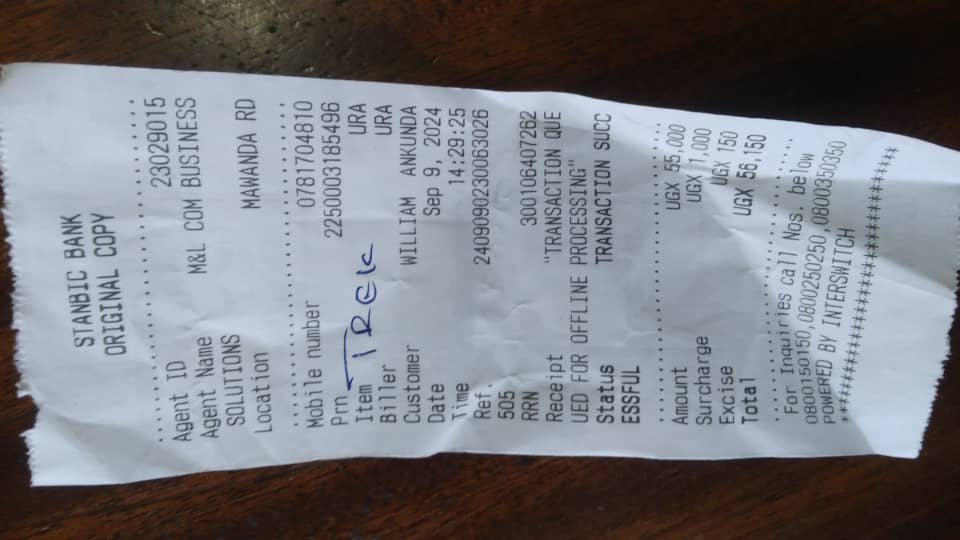 STANBIC BANK
ORIGINAL COPY
Agent ID 23029015
Agent Name M&L COM BUSINESS
SOLUTIONS
Location MAWANDA RD
Mobile number 0781704810
Prn 2250003185496
Item URA
Biller URA
Customer WILLIAM ANKUNDA
Date Sep 9, 2024
Time 14:29:25
Ref. 2409090230063026
505
RRN 300106407262
Receipt "TRANSACTION QUE
UED FOR OFFLINE PROCESSING"
Status TRANSACTION SUCC
ESSFUL
Amount UGX 55,000
Surcharge UGX 1,000
Excise UGX 150
Total UGX 56,150
For Inquiries call Nos. below
0800150150,0800250250,0800350350
POWERED BY INTERSWITCH